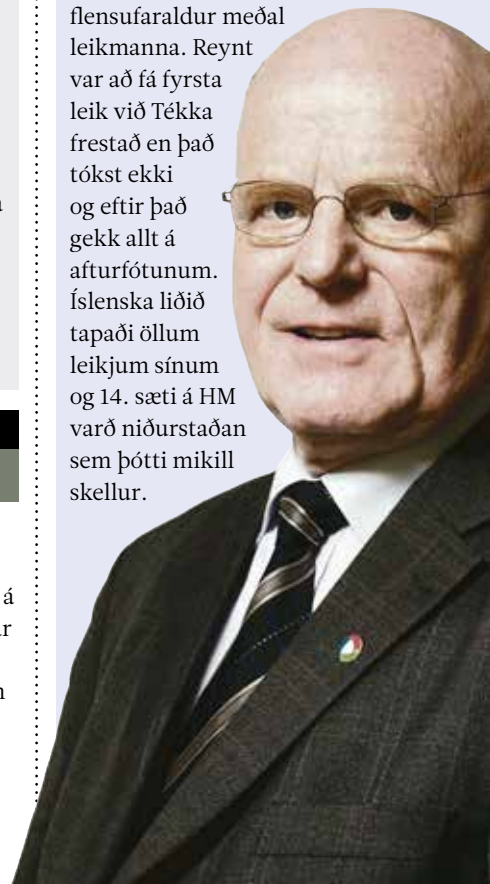 flensufaraldur meðal
leikmanna. Reynt
var að fá fyrsta
leik við Tékka
frestað en það
tókst ekki
og eftir það
gekk allt á
afturfótunum.
Íslenska liðið
tapaði öllum
leikjum sínum
og 14. sæti á HM
varð niðurstaðan
sem þótti mikill
skellur.
á